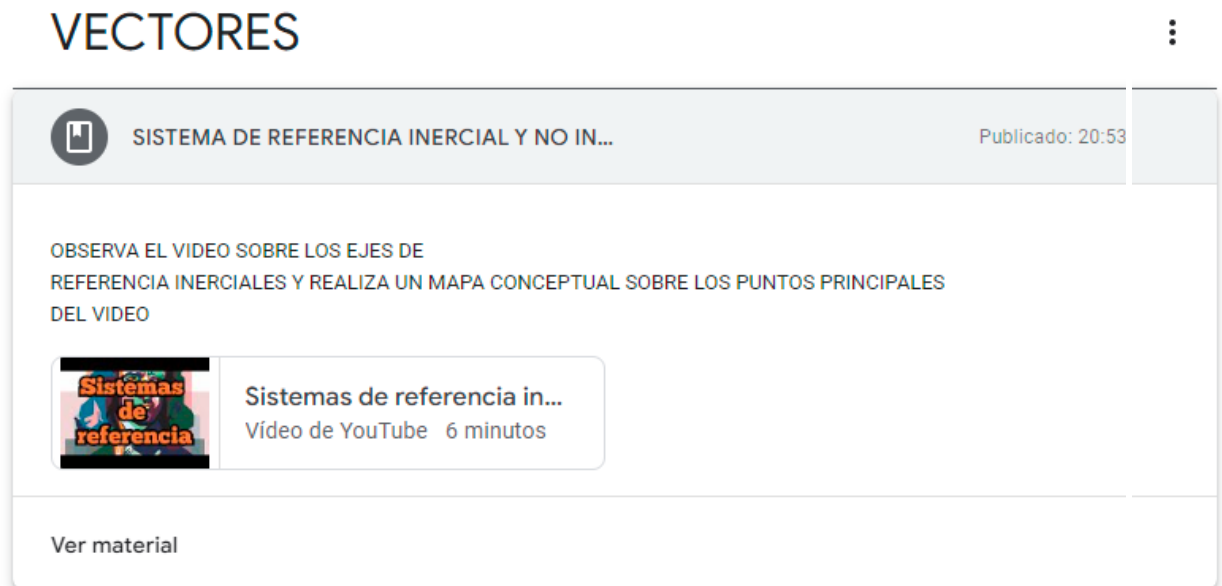 VECTORES
SISTEMA DE REFERENCIA INERCIAL Y NO IN...
Publicado: 20:53
OBSERVA EL VIDEO SOBRE LOS EJES DE
REFERENCIA INERCIALES Y REALIZA UN MAPA CONCEPTUAL SOBRE LOS PUNTOS PRINCIPALES
DEL VIDEO
Sistemas
de
referencia
Sistemas de referencia in...
Vídeo de YouTube 6 minutos
Ver material